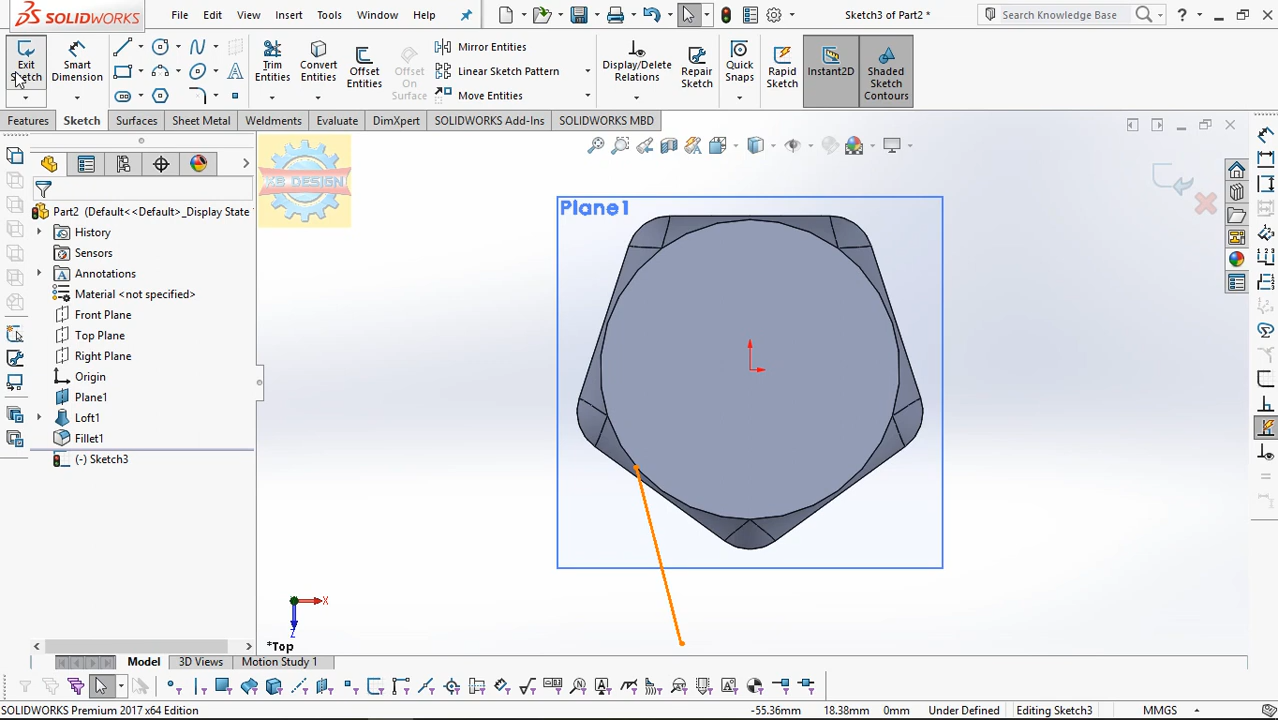 SOLIDWORKS File Edit View Insert Tools Window Help Sketch3 of Part2 * Search Knowledge Base ?
Exit Sketch Smart Dimension Trim Entities Convert Entities Offset Entities Offset On Surface Mirror Entities Linear Sketch Pattern Move Entities Display/Delete Relations Repair Sketch Quick Snaps Rapid Sketch Instant2D Shaded Sketch Contours
Features Sketch Surfaces Sheet Metal Weldments Evaluate DimXpert SOLIDWORKS Add-Ins SOLIDWORKS MBD
Part2 (Default<<Default>_Display State
History
Sensors
Annotations
Material <not specified>
Front Plane
Top Plane
Right Plane
Origin
Plane1
Loft1
Fillet1
(-) Sketch3
DESIGN
Plane1
X
Z
*Top
Model 3D Views Motion Study 1
SOLIDWORKS Premium 2017 x64 Edition -55.36mm 18.38mm 0mm Under Defined Editing Sketch3 MMGS